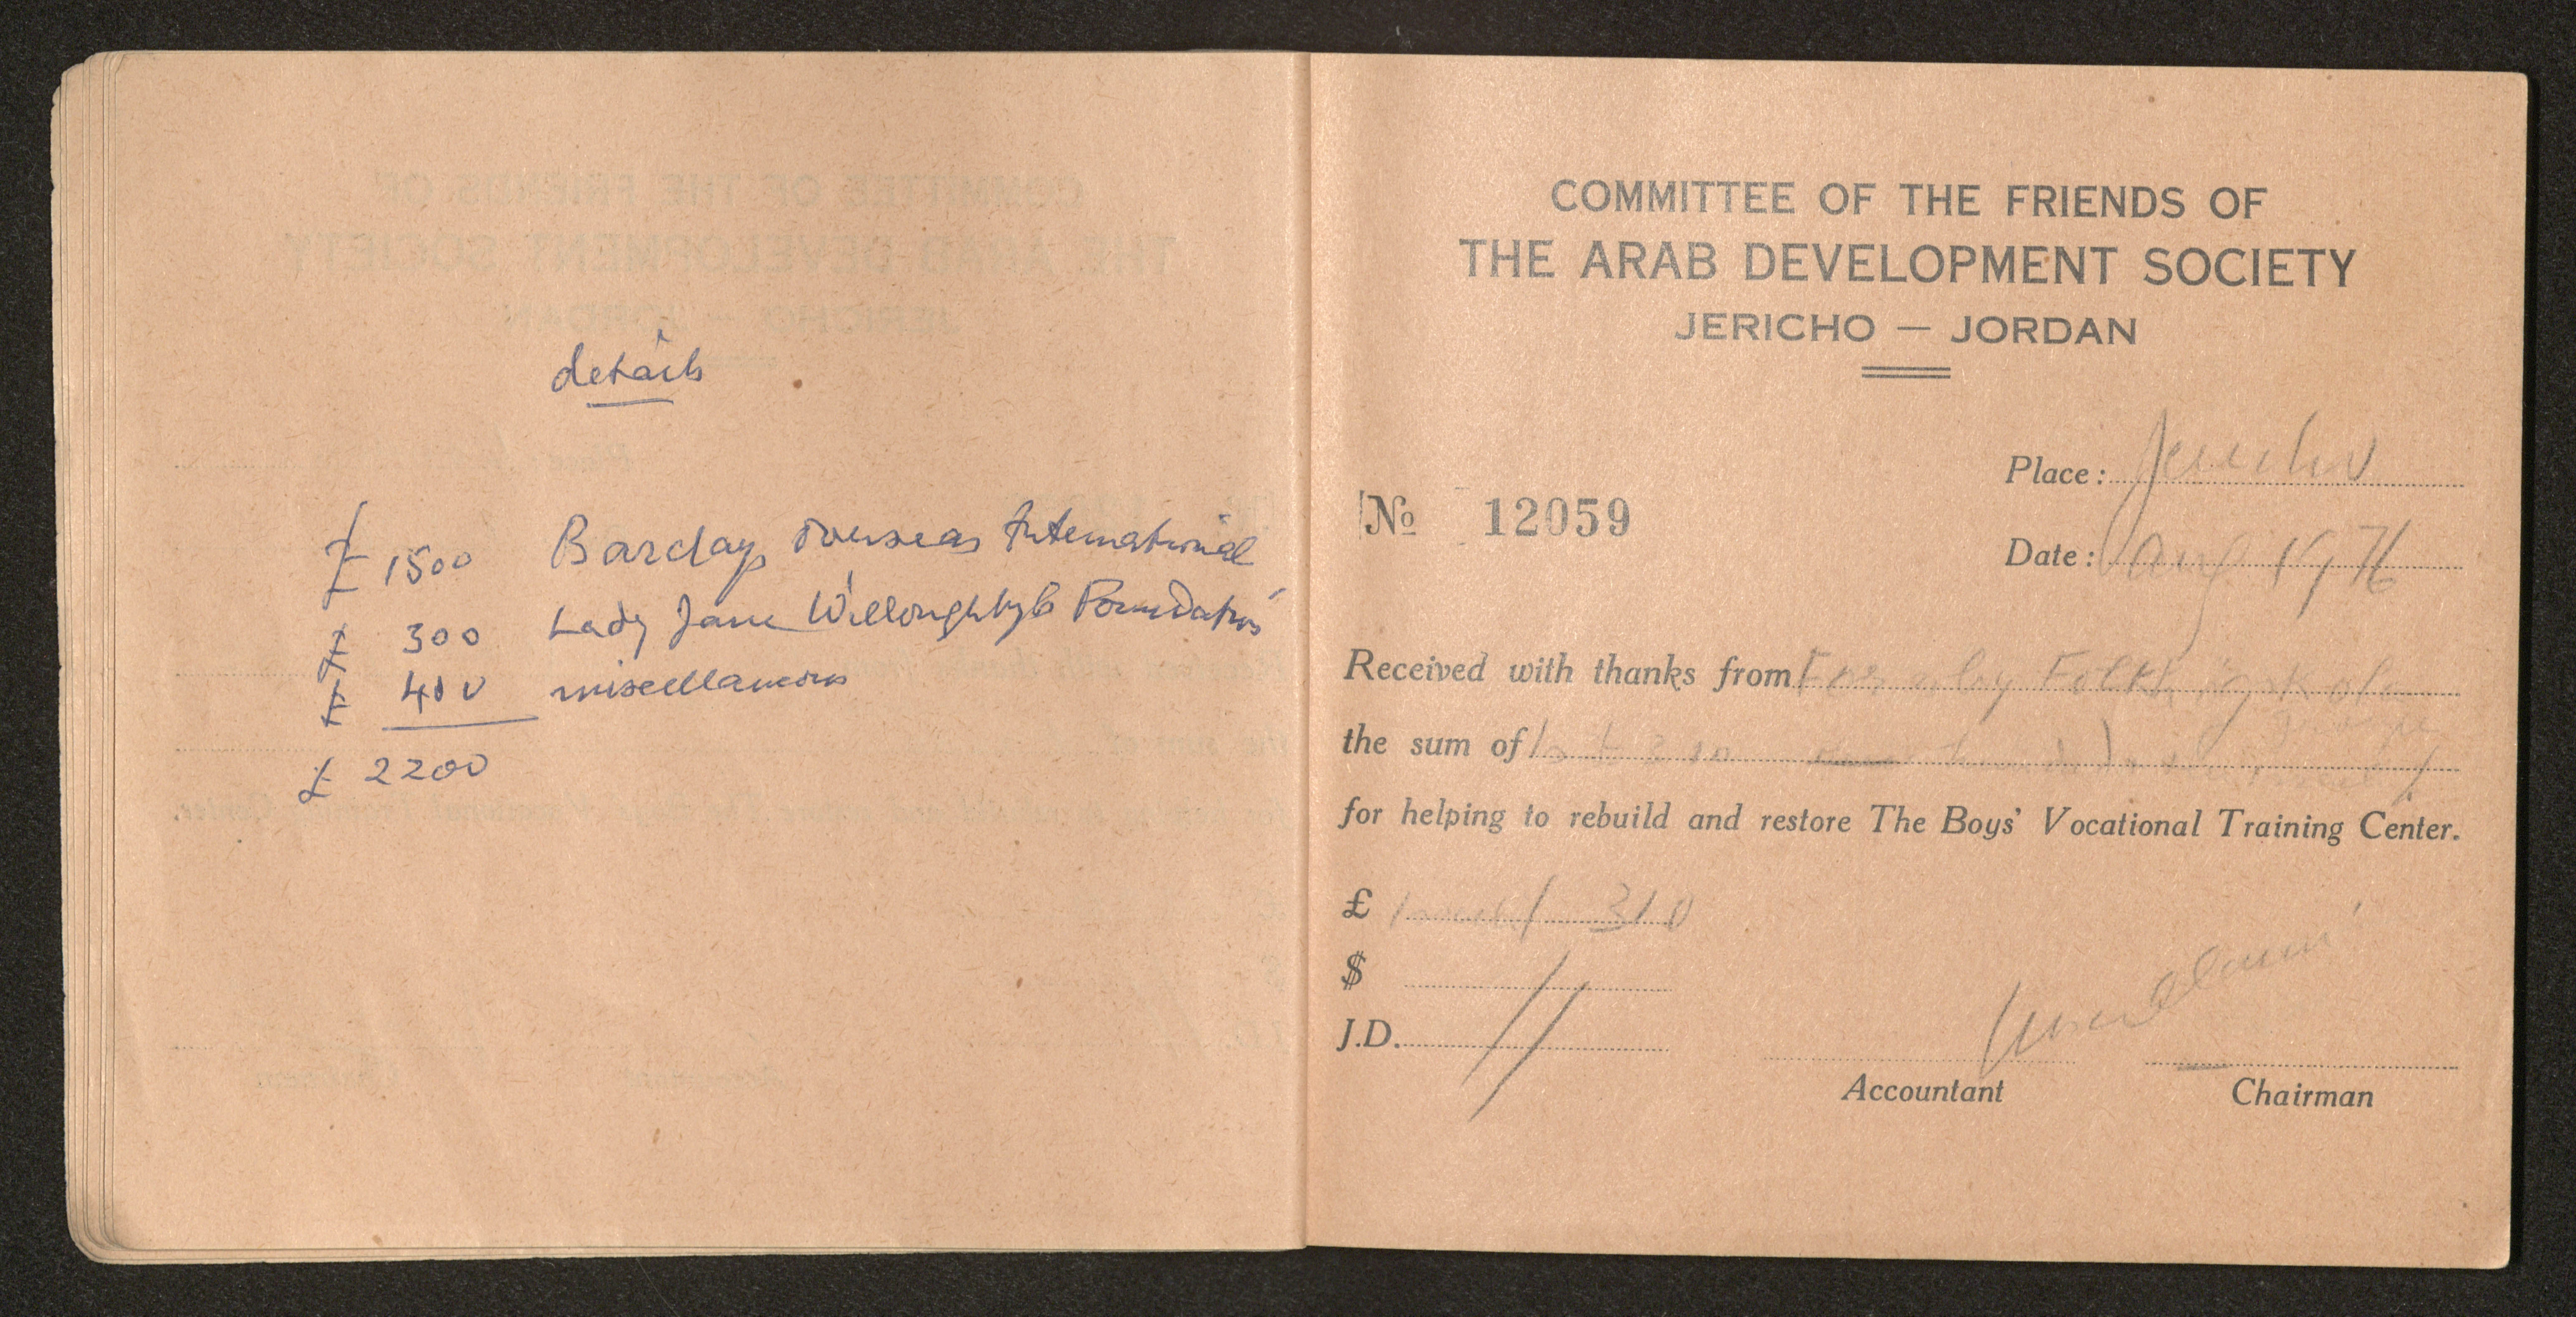 details
£ 1500 Barclays Overseas International
£ 300 Lady Jane Willoughby's Foundation
£ 400 miscellaneous
£ 2200
COMMITTEE OF THE FRIENDS OF
THE ARAB DEVELOPMENT SOCIETY
JERICHO — JORDAN
Place: Jericho
No 12059
Date: Aug 1976
Received with thanks from Folkhögskola
the sum of
for helping to rebuild and restore The Boys' Vocational Training Center.
£ 310
$
J.D.
Accountant
Chairman